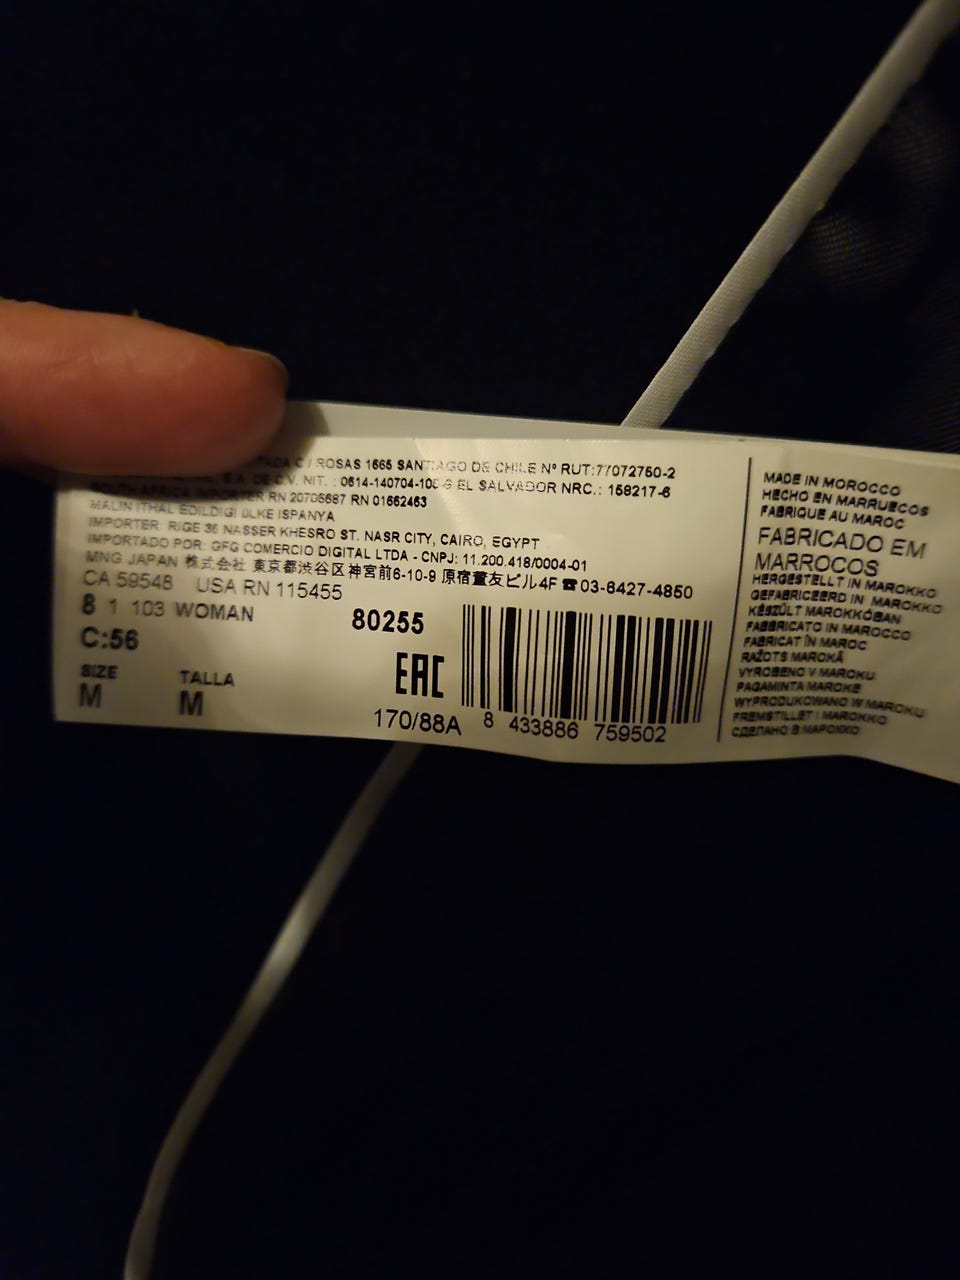 C / ROSAS 1665 SANTIAGO DE CHILE Nº RUT:77072750-2
S.A. DE C.V. NIT. : 0614-140704-10 EL SALVADOR NRC.: 158217-6
SOUTH AFRICA IMPORTER RN 20706687 RN 01662463
MALIN ITHAL EDILDIGI ÜLKE ISPANYA
IMPORTER: RIGE 36 NASSER KHESRO ST. NASR CITY, CAIRO, EGYPT
IMPORTADO POR: GFG COMERCIO DIGITAL LTDA - CNPJ: 11.200.418/0004-01
MNG JAPAN 株式会社 東京都渋谷区神宮前6-10-9 原宿董友ビル4F ☎03-6427-4850
CA 59548 USA RN 115455
8 1 103 WOMAN 80255
C:56
SIZE TALLA
M M
EAC
170/88A
8 433886 759502
MADE IN MOROCCO
HECHO EN MARRUECOS
FABRIQUE AU MAROC
FABRICADO EM
MARROCOS
HERGESTELLT IN MAROKKO
GEFABRICEERD IN MAROKKO
KÉSZÜLT MAROKKÓBAN
FABBRICATO IN MAROCCO
FABRICAT ÎN MAROC
RAŽOTS MAROKĀ
VYROBENO V MAROKU
PAGAMINTA MAROKE
WYPRODUKOWANO W MAROKU
FREMSTILLET I MAROKKO
СДЕЛАНО В МАРОККО